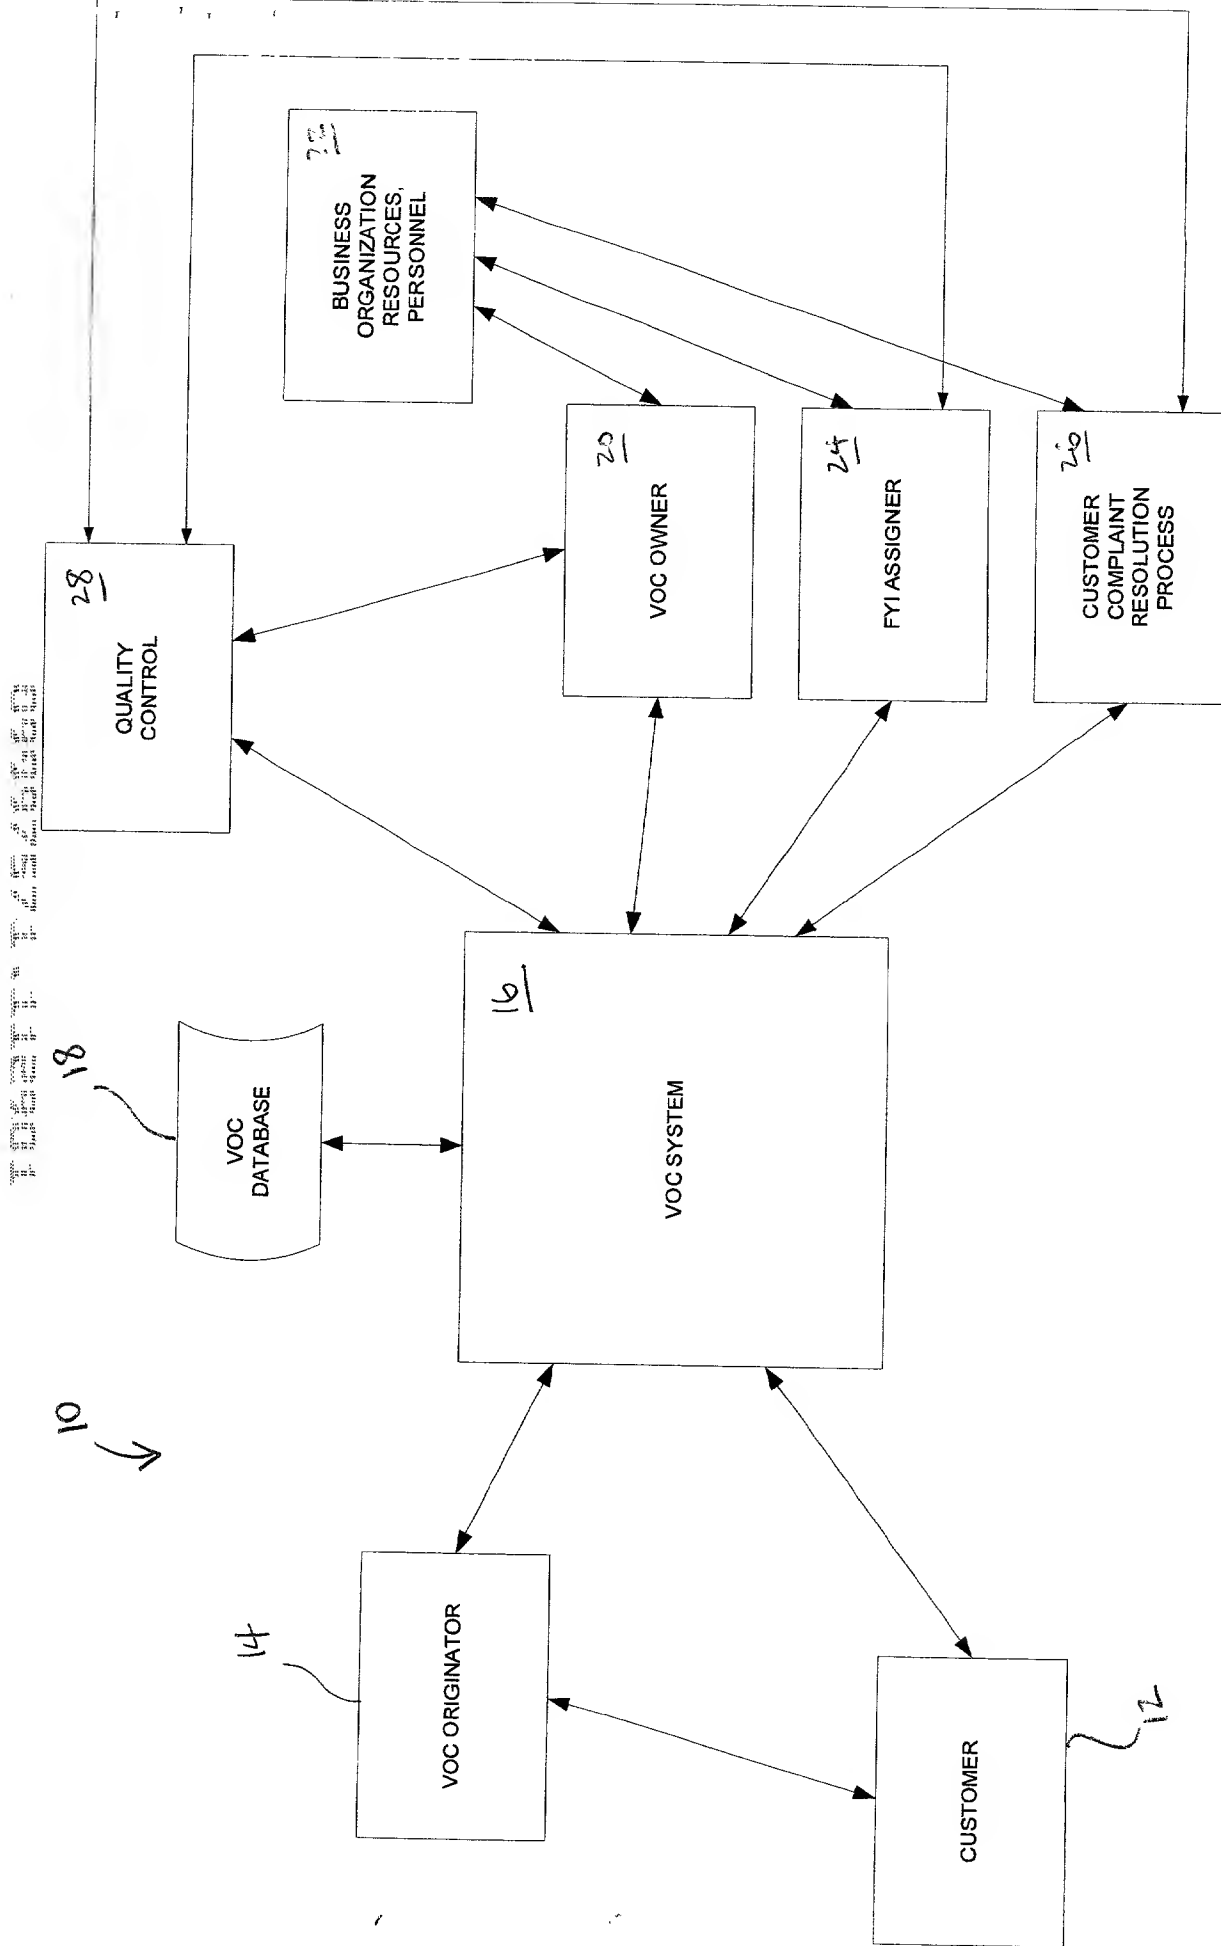 10
12
CUSTOMER
14
VOC ORIGINATOR
16
VOC SYSTEM
18
VOC
DATABASE
28
QUALITY
CONTROL
20
VOC OWNER
24
FYI ASSIGNER
26
CUSTOMER
COMPLAINT
RESOLUTION
PROCESS
22
BUSINESS
ORGANIZATION
RESOURCES,
PERSONNEL